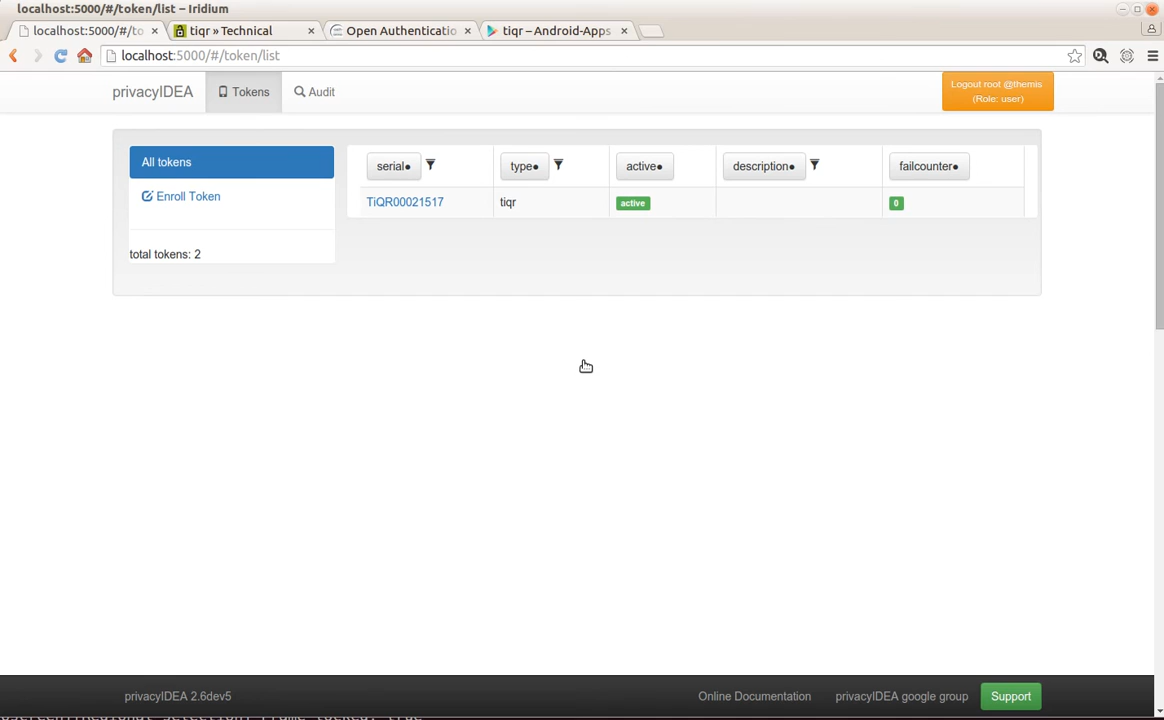 localhost:5000/#/token/list – Iridium
localhost:5000/#/to
tiqr » Technical
Open Authenticatio
tiqr – Android-Apps
localhost:5000/#/token/list
privacyIDEA
Tokens
Audit
Logout root @themis
(Role: user)
All tokens
Enroll Token
total tokens: 2
serial●
type●
active●
description●
failcounter●
TiQR00021517
tiqr
active
0
privacyIDEA 2.6dev5
Online Documentation
privacyIDEA google group
Support